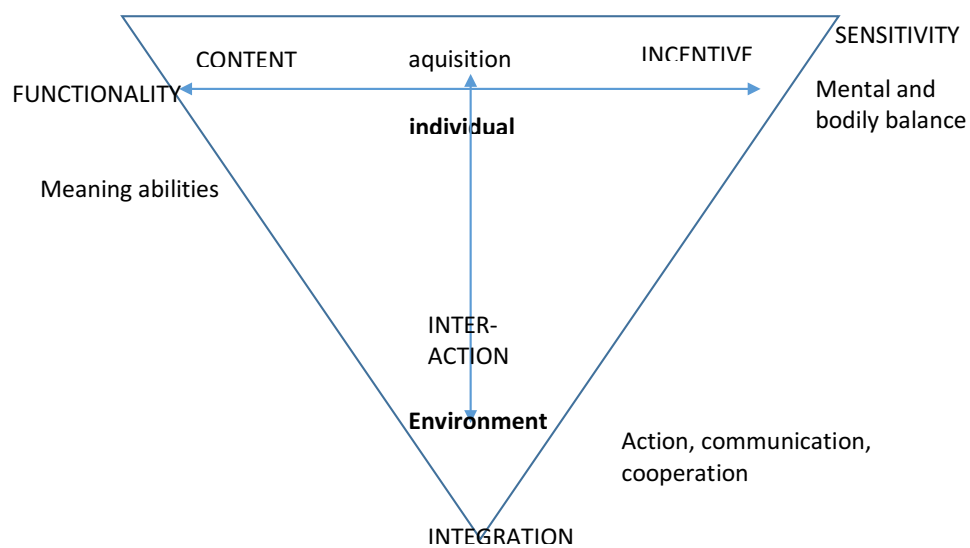 SENSITIVITY
CONTENT
aquisition
INCENTIVE
FUNCTIONALITY
Mental and
bodily balance
individual
Meaning abilities
INTER-
ACTION
Environment
Action, communication,
cooperation
INTEGRATION